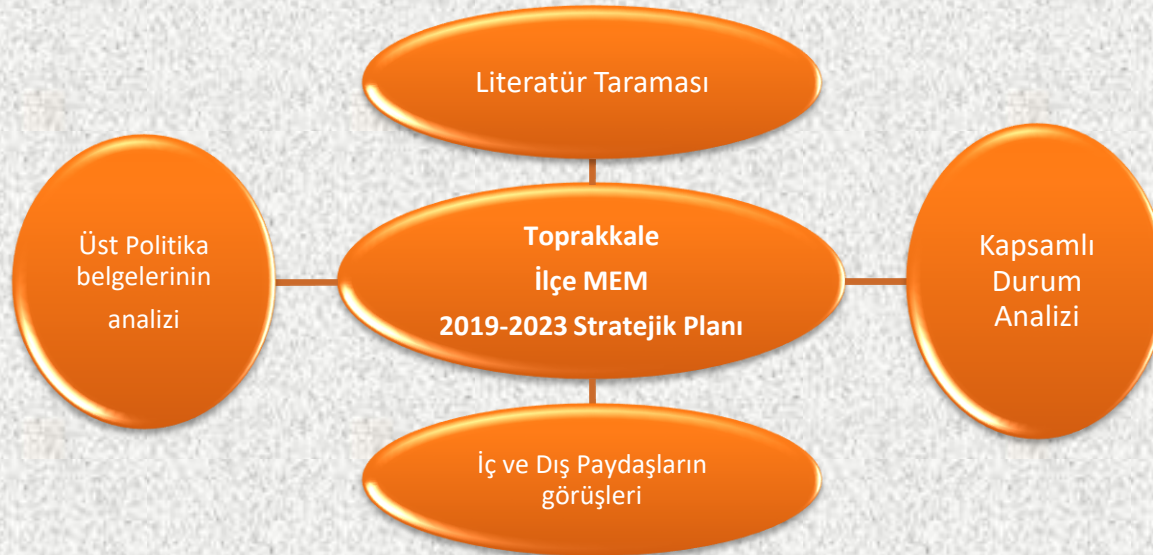 Literatür Taraması
Üst Politika
belgelerinin
analizi
Toprakkale
İlçe MEM
2019-2023 Stratejik Planı
Kapsamlı
Durum
Analizi
İç ve Dış Paydaşların
görüşleri